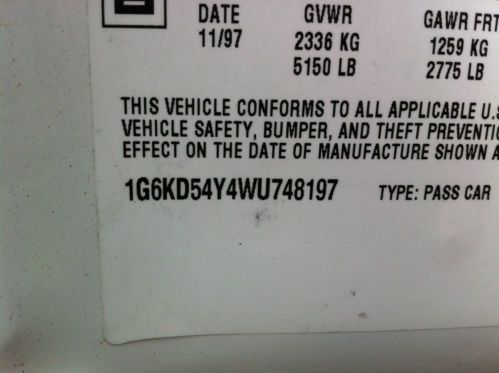 DATE GVWR GAWR FRT
11/97 2336 KG 1259 KG
5150 LB 2775 LB
THIS VEHICLE CONFORMS TO ALL APPLICABLE U.S
VEHICLE SAFETY, BUMPER, AND THEFT PREVENTIO
EFFECT ON THE DATE OF MANUFACTURE SHOWN A
1G6KD54Y4WU748197 TYPE: PASS CAR